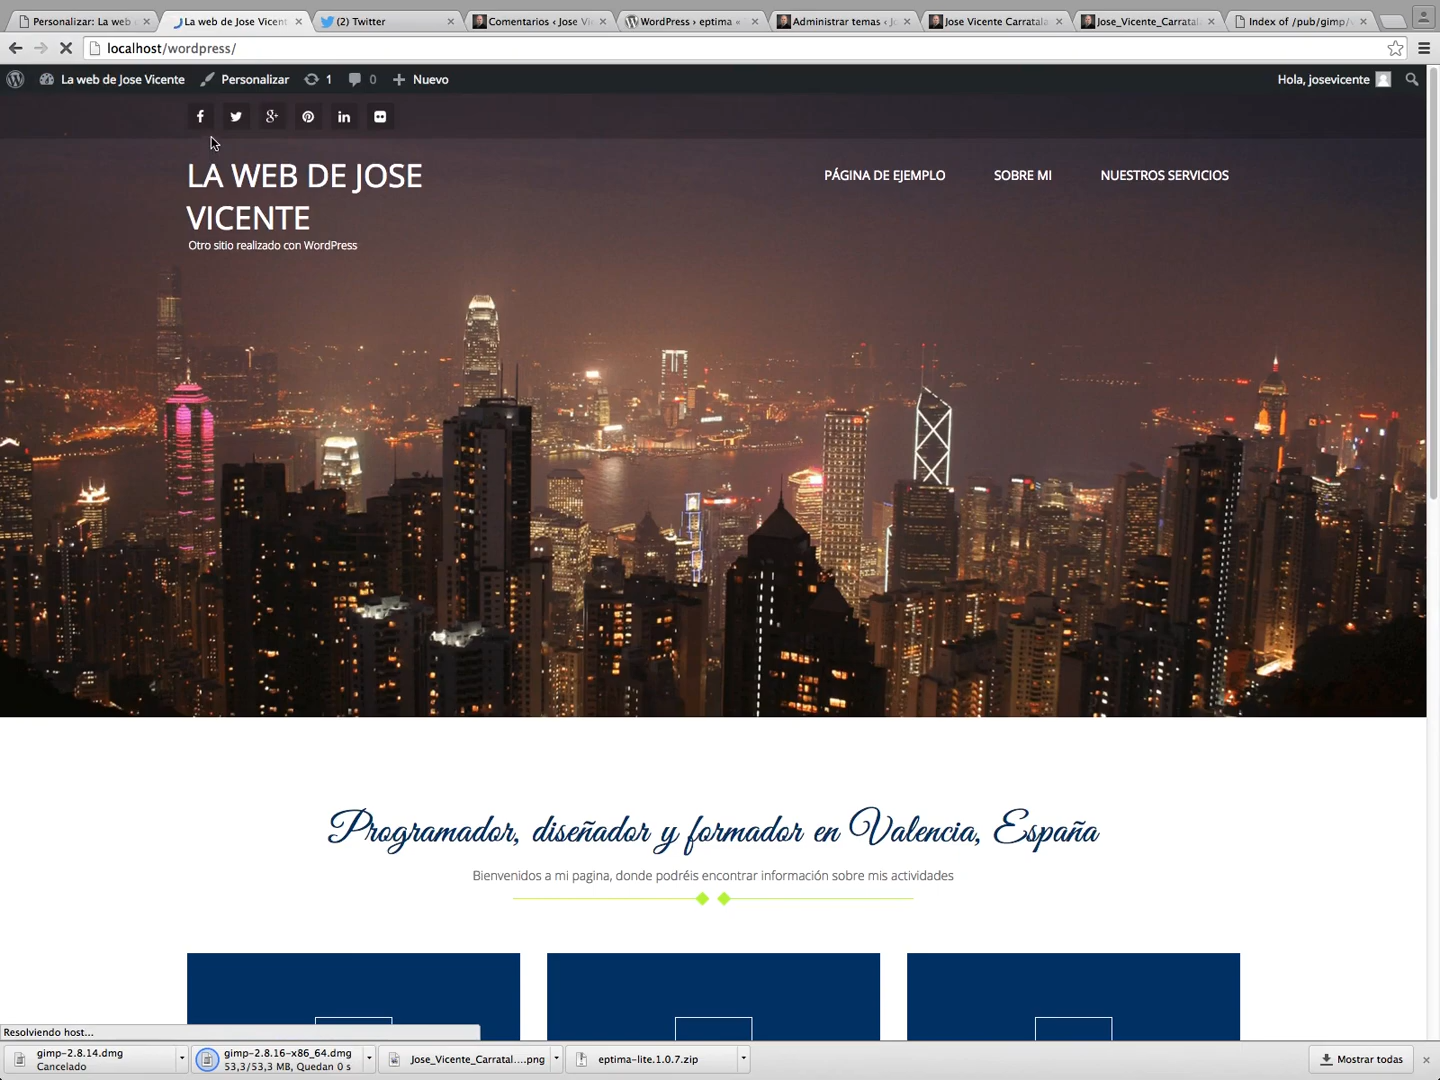 Personalizar: La web
La web de Jose Vicent
(2) Twitter
Comentarios ‹ Jose Vi
WordPress › eptima «
Administrar temas ‹ J
Jose Vicente Carratala
Jose_Vicente_Carratal
Index of /pub/gimp/
localhost/wordpress/
La web de Jose Vicente
Personalizar
1
0
Nuevo
Hola, josevicente
LA WEB DE JOSE
VICENTE
Otro sitio realizado con WordPress
PÁGINA DE EJEMPLO
SOBRE MI
NUESTROS SERVICIOS
Programador, diseñador y formador en Valencia, España
Bienvenidos a mi pagina, donde podréis encontrar información sobre mis actividades
Resolviendo host...
gimp-2.8.14.dmg
Cancelado
gimp-2.8.16-x86_64.dmg
53,3/53,3 MB, Quedan 0 s
Jose_Vicente_Carratal....png
eptima-lite.1.0.7.zip
Mostrar todas